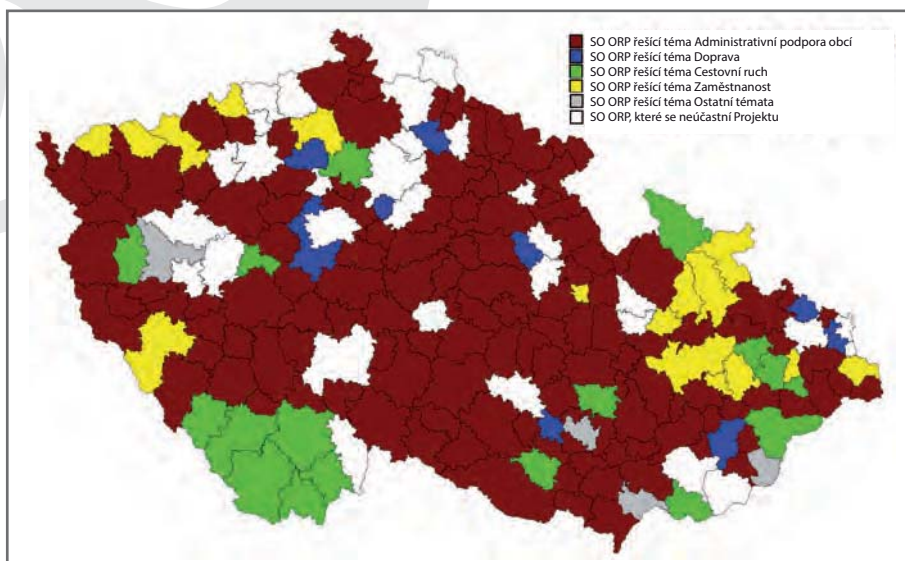 SO ORP řešící téma Administrativní podpora obcí
SO ORP řešící téma Doprava
SO ORP řešící téma Cestovní ruch
SO ORP řešící téma Zaměstnanost
SO ORP řešící téma Ostatní témata
SO ORP, které se neúčastní Projektu